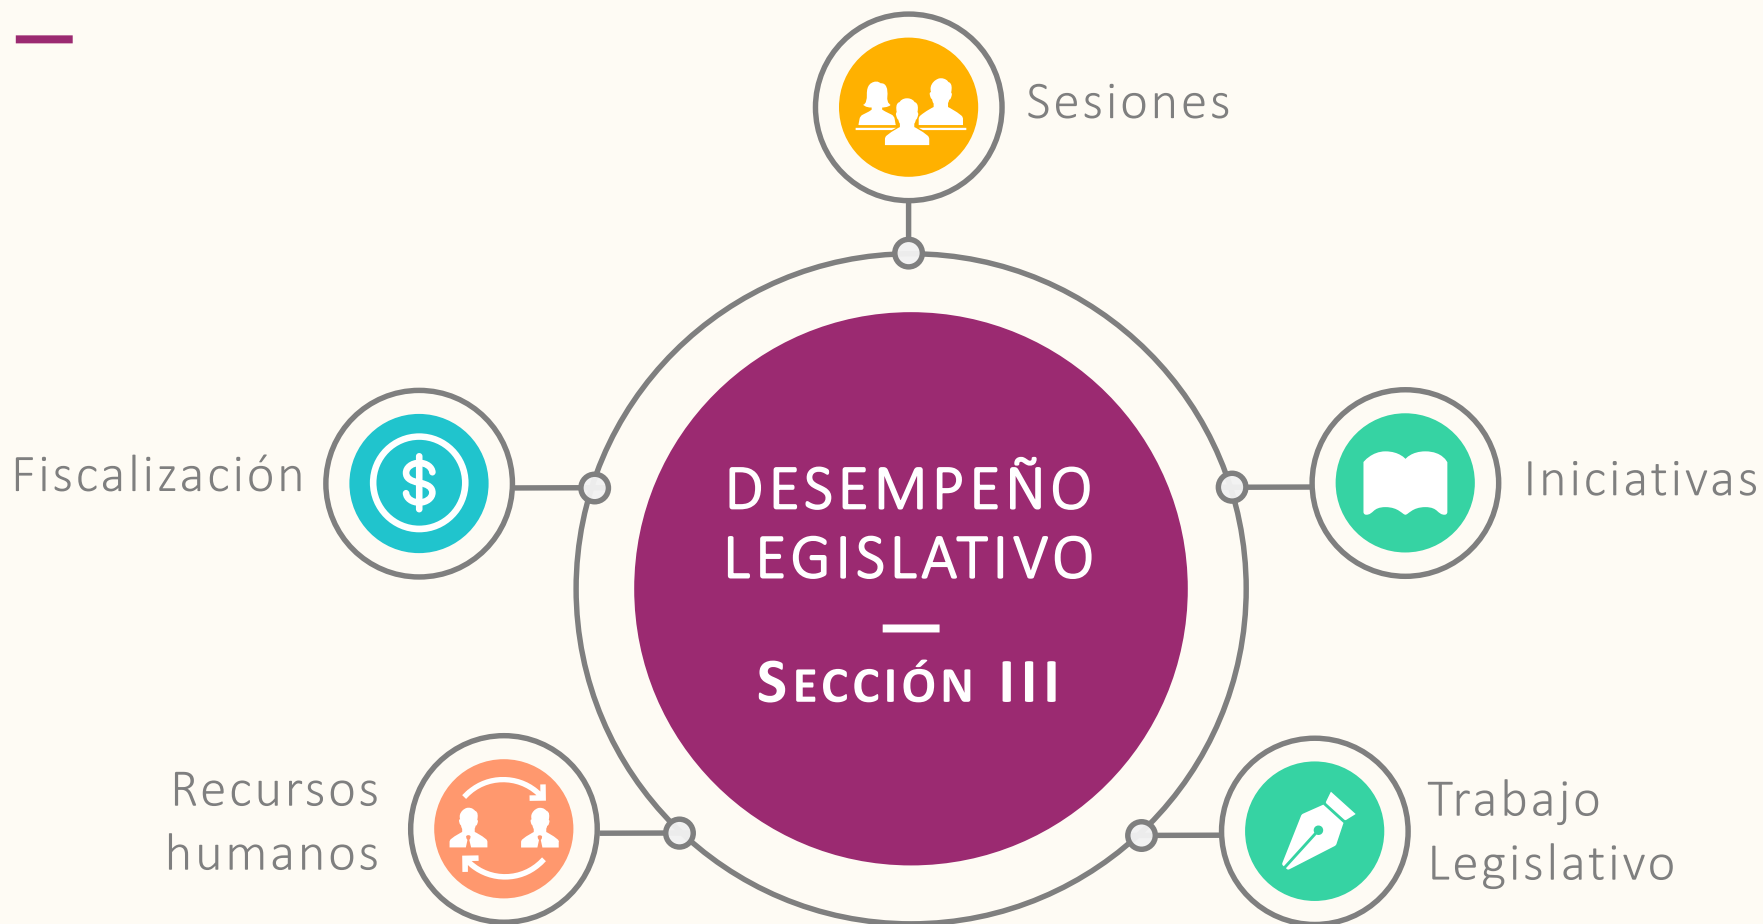 Sesiones
Fiscalización
Iniciativas
DESEMPEÑO
LEGISLATIVO
SECCIÓN III
Recursos
humanos
Trabajo
Legislativo